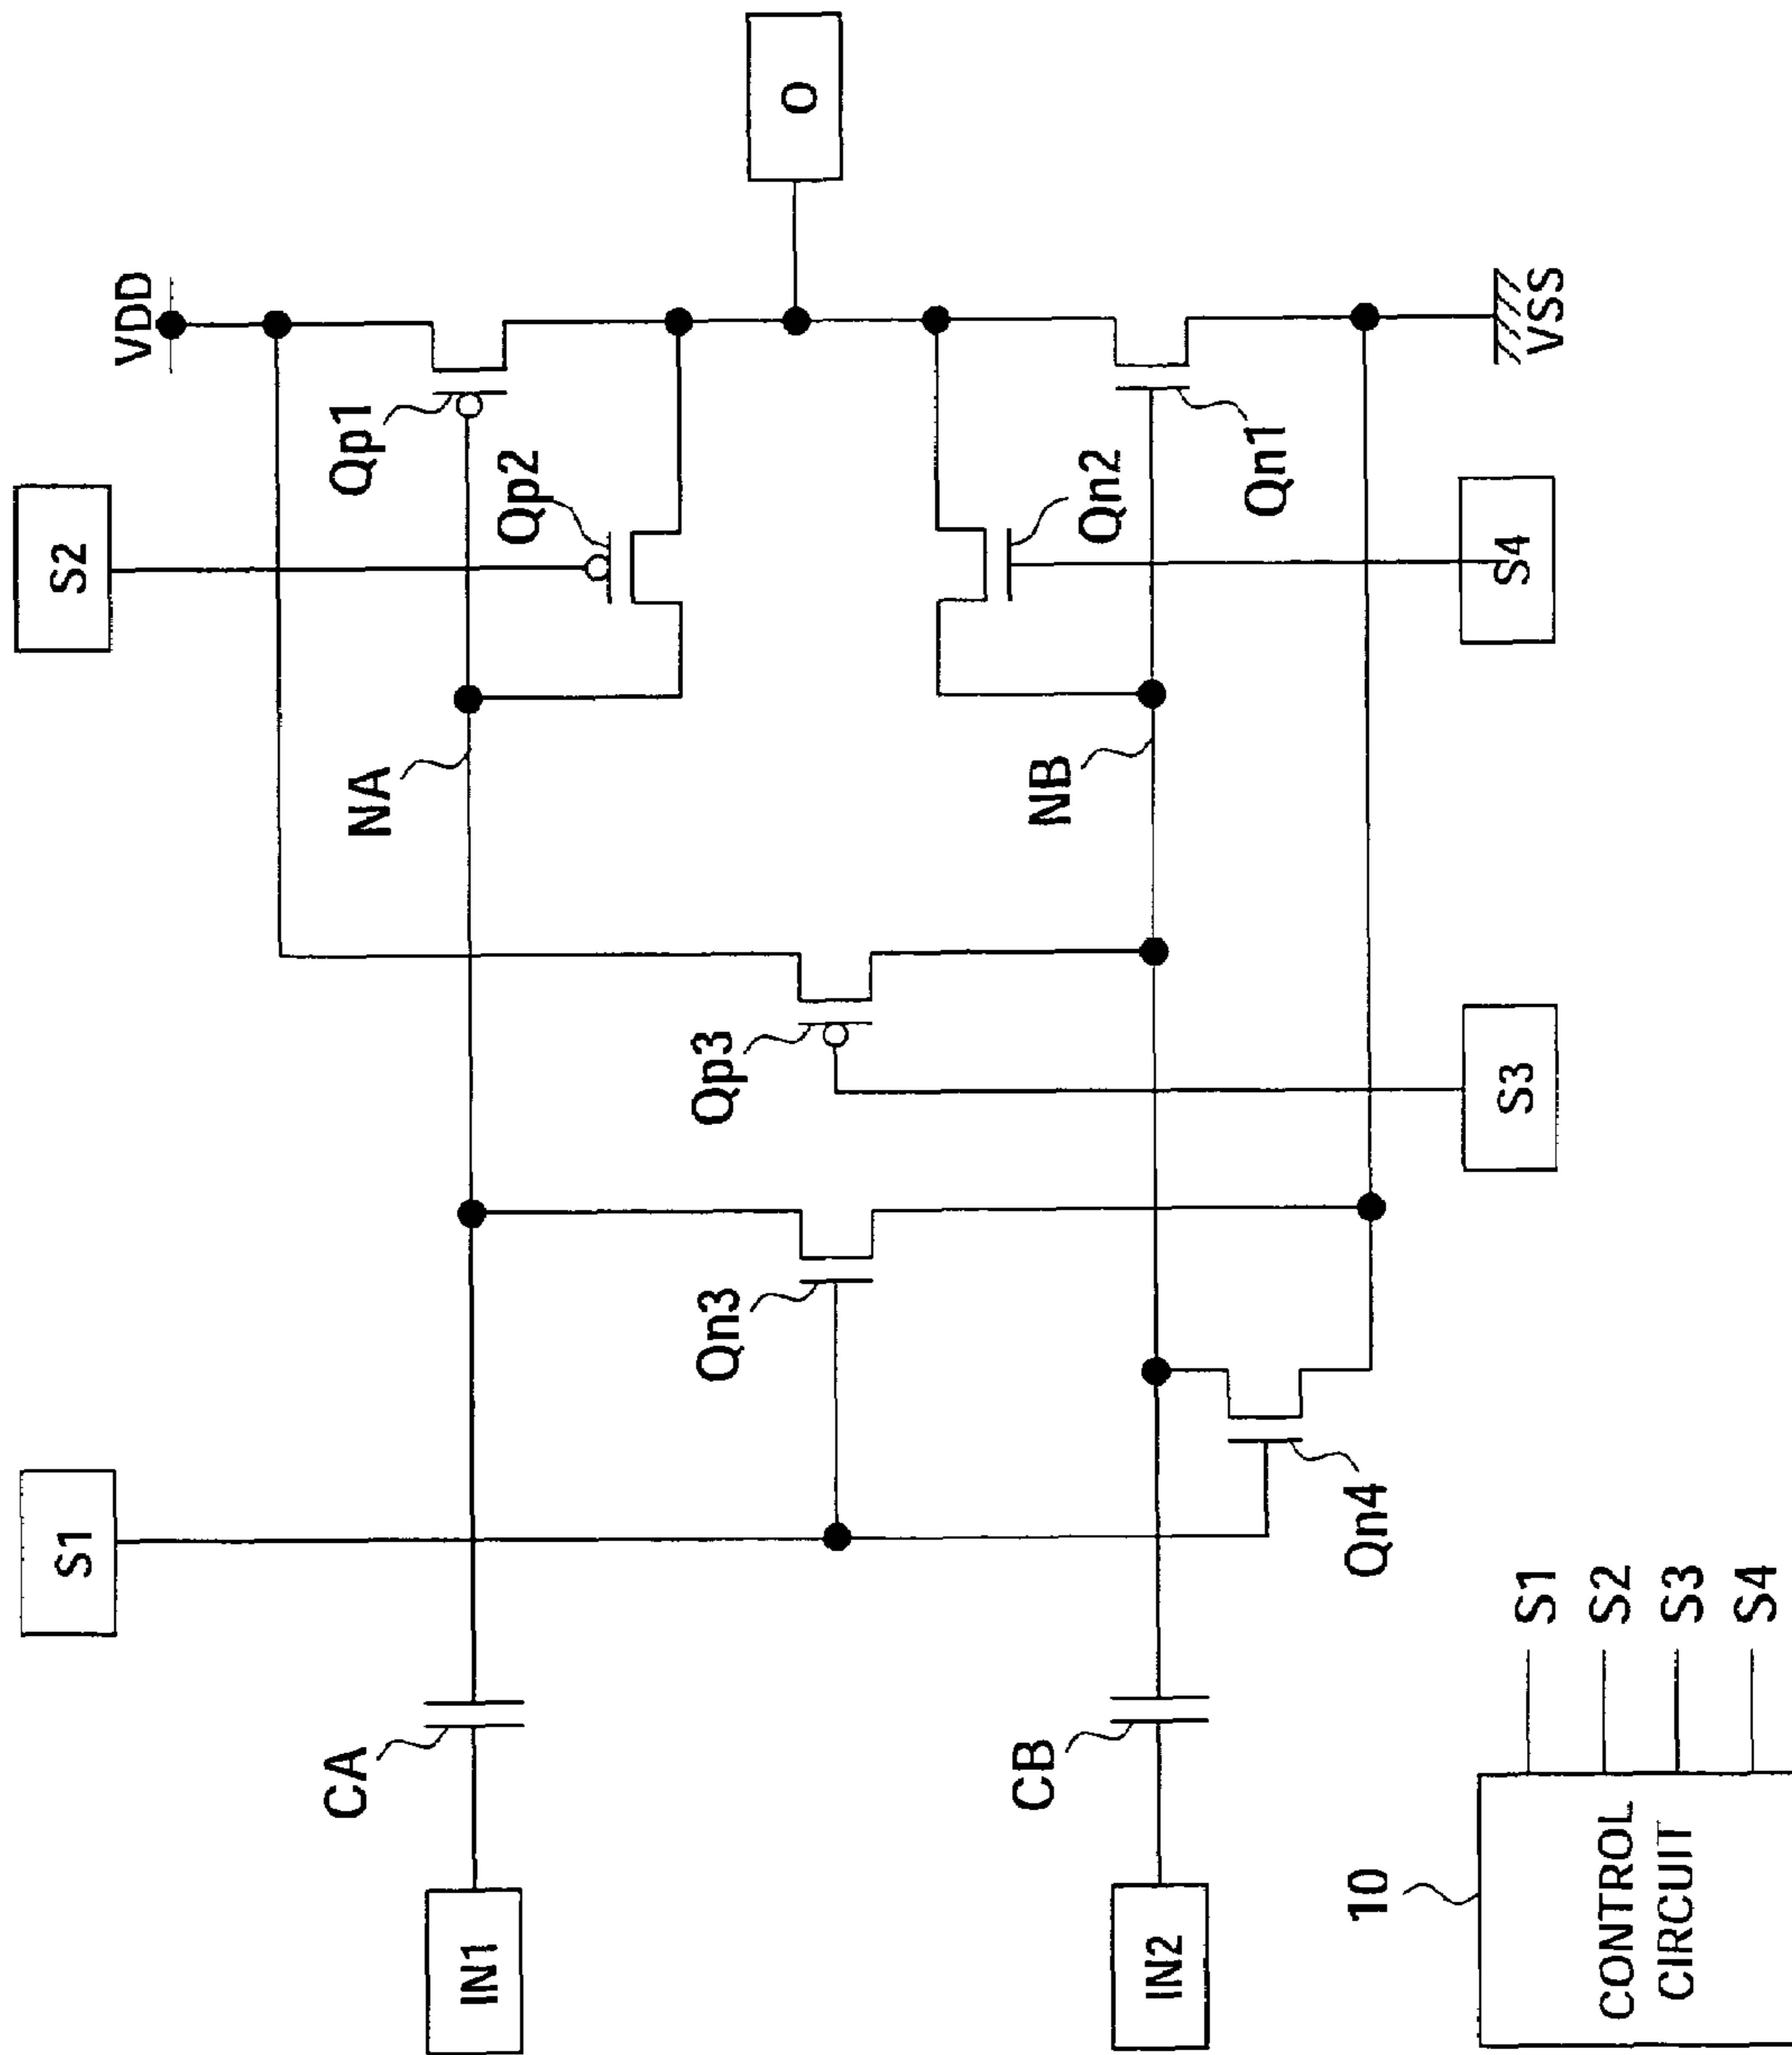 S1
S2
VDD
Qp1
Qp2
NA
CA
IN1
Qp3
Qn3
O
Qn2
NB
CB
IN2
Qn1
Qn4
S3
S4
VSS
10
CONTROL
CIRCUIT
S1
S2
S3
S4